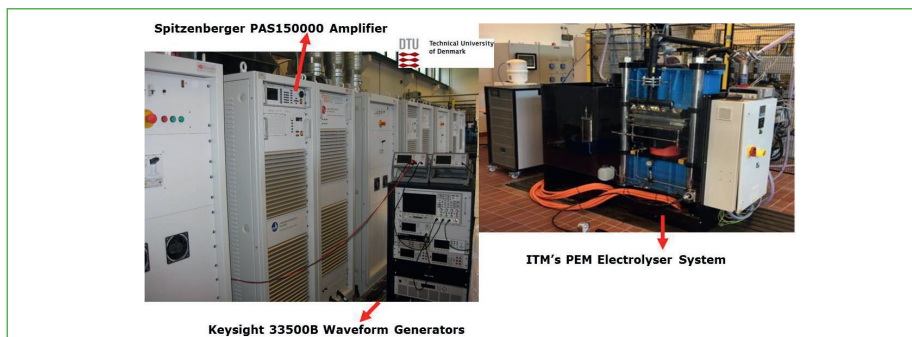 Spitzenberger PAS150000 Amplifier
DTU
Technical University
of Denmark
ITM's PEM Electrolyser System
Keysight 33500B Waveform Generators